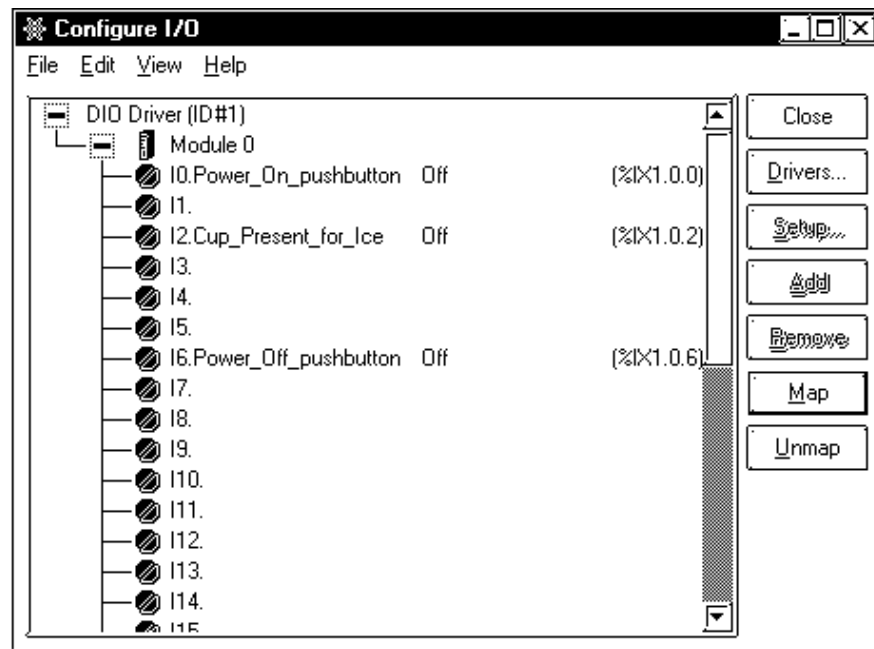 Configure I/O
File Edit View Help
DIO Driver (ID#1)
Module 0
I0.Power_On_pushbutton Off (%IX1.0.0)
I1.
I2.Cup_Present_for_Ice Off (%IX1.0.2)
I3.
I4.
I5.
I6.Power_Off_pushbutton Off (%IX1.0.6)
I7.
I8.
I9.
I10.
I11.
I12.
I13.
I14.
I15
Close
Drivers...
Setup...
Add
Remove
Map
Unmap